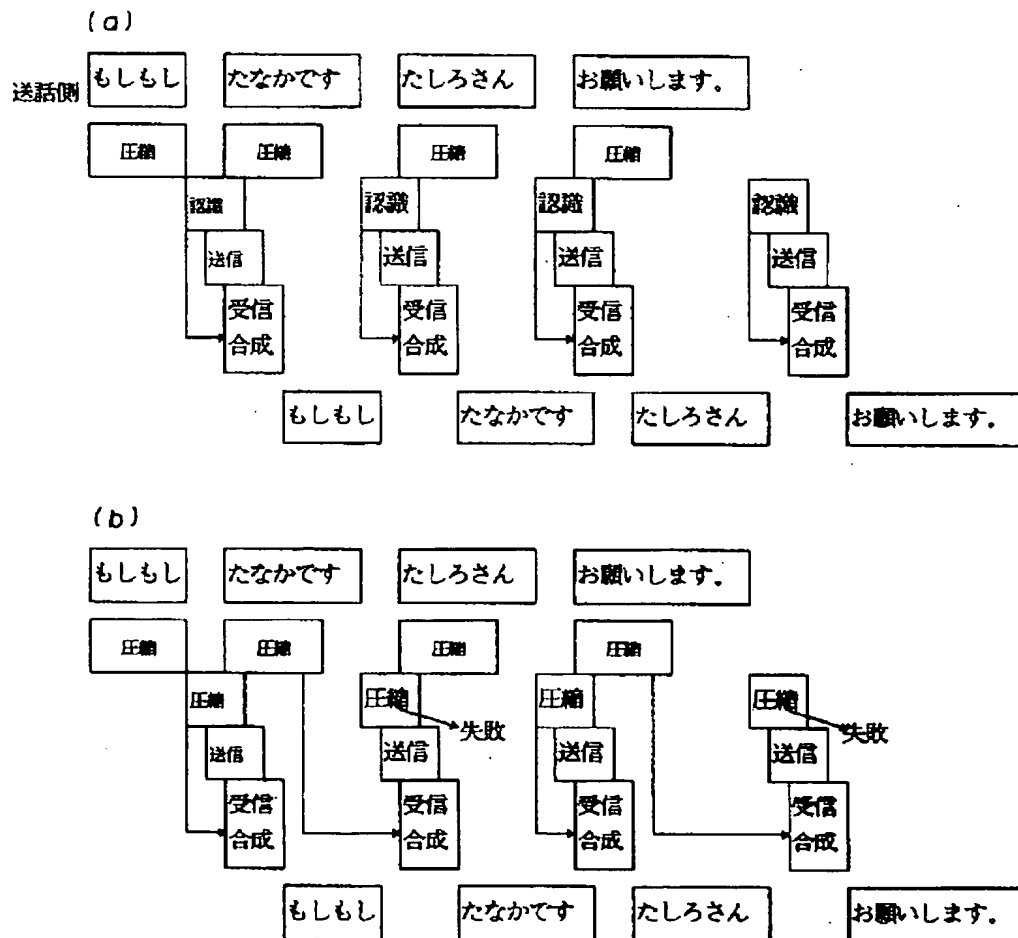 (a)
送話側
もしもし たなかです たしろさん お願いします。
圧縮 圧縮 圧縮 圧縮
認識 認識 認識 認識
送信 送信 送信 送信
受信 受信 受信 受信
合成 合成 合成 合成
もしもし たなかです たしろさん お願いします。
(b)
もしもし たなかです たしろさん お願いします。
圧縮 圧縮 圧縮 圧縮
圧縮 圧縮 圧縮 圧縮
失敗 失敗
送信 送信 送信 送信
受信 受信 受信 受信
合成 合成 合成 合成
もしもし たなかです たしろさん お願いします。